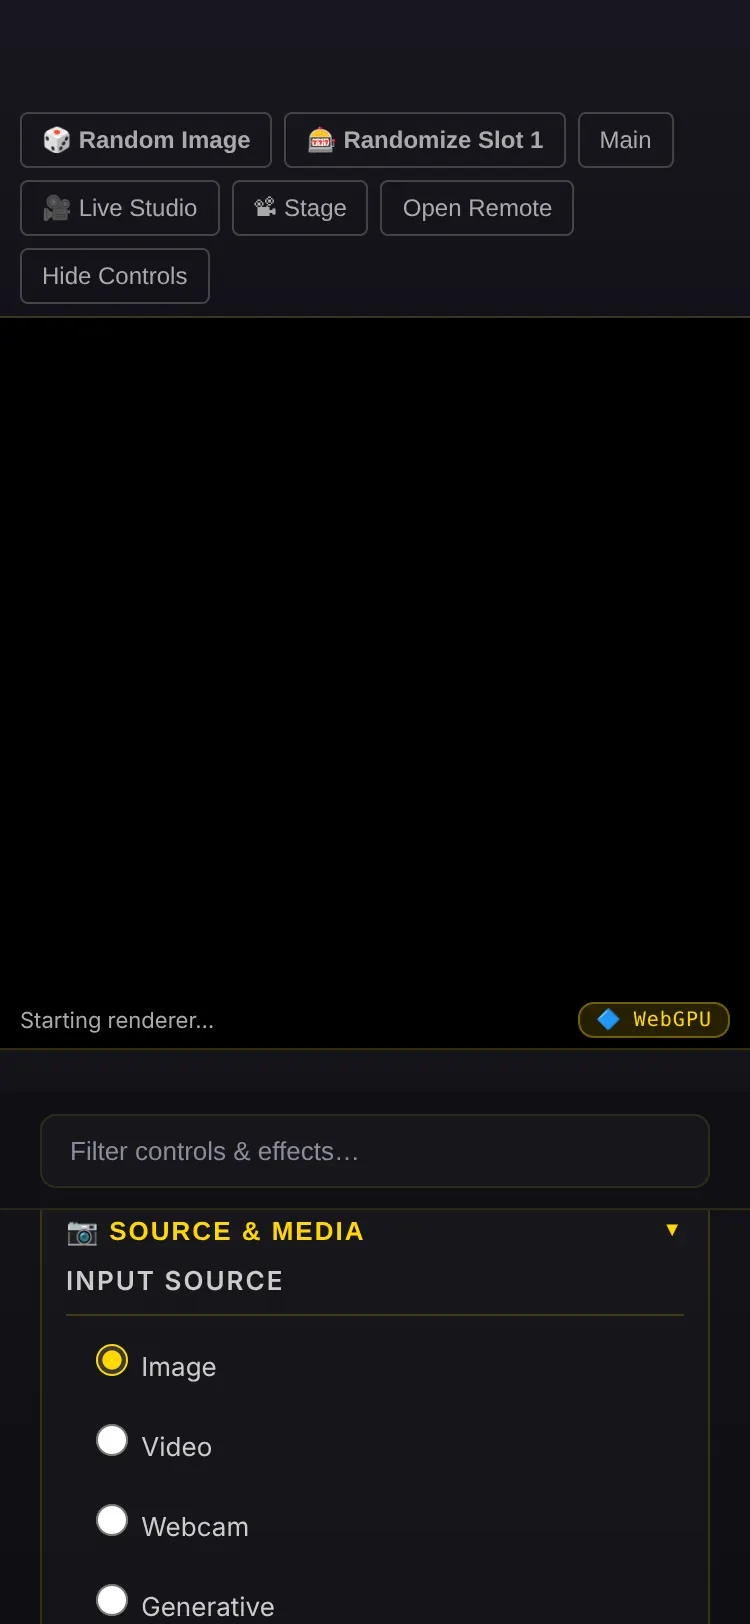 🎲 Random Image 🎰 Randomize Slot 1 Main
🎥 Live Studio 📽 Stage Open Remote
Hide Controls
Starting renderer... 🔷 WebGPU
Filter controls & effects…
📷 SOURCE & MEDIA ▼
INPUT SOURCE
Image
Video
Webcam
Generative